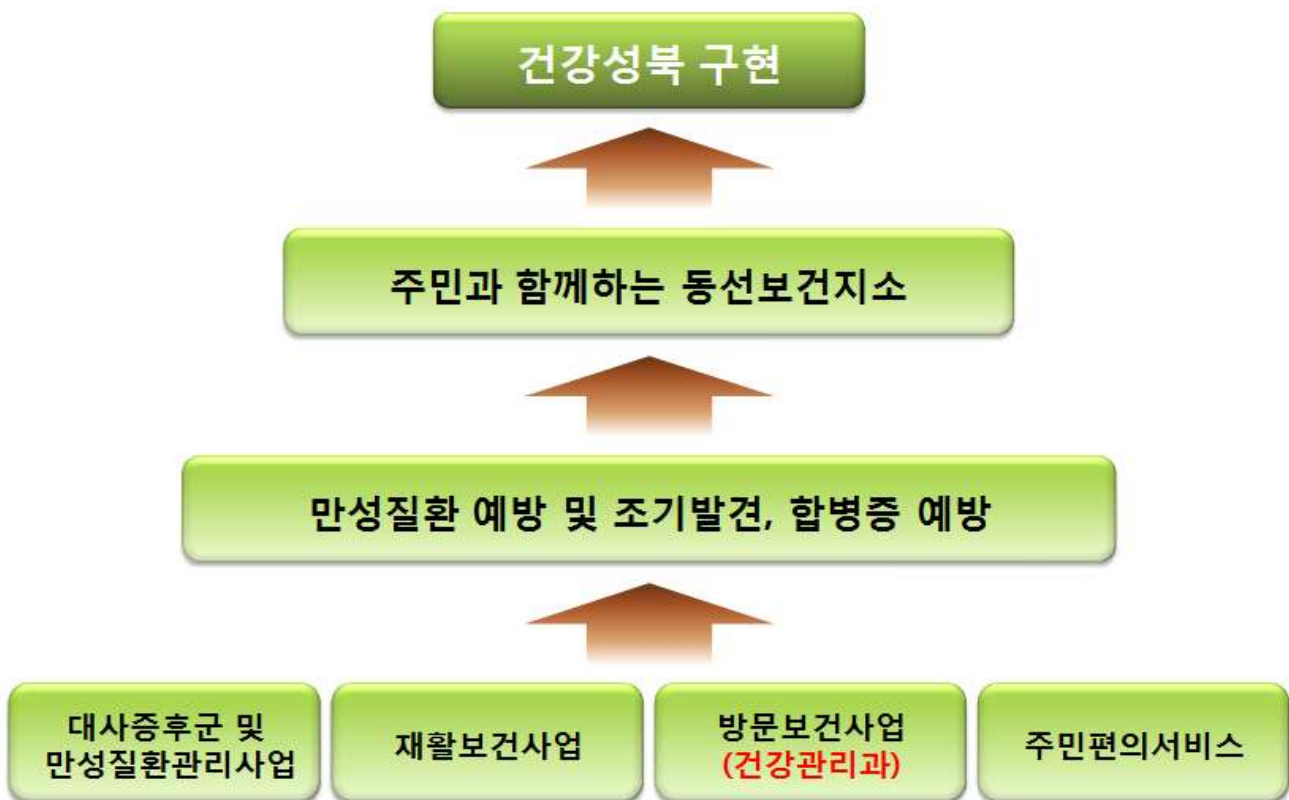 건강성북 구현
주민과 함께하는 동선보건지소
만성질환 예방 및 조기발견, 합병증 예방
대사증후군 및
만성질환관리사업
재활보건사업
방문보건사업
(건강관리과)
주민편의서비스